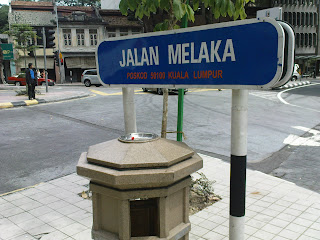 JALAN MELAKA
POSKOD 50100 KUALA LUMPUR